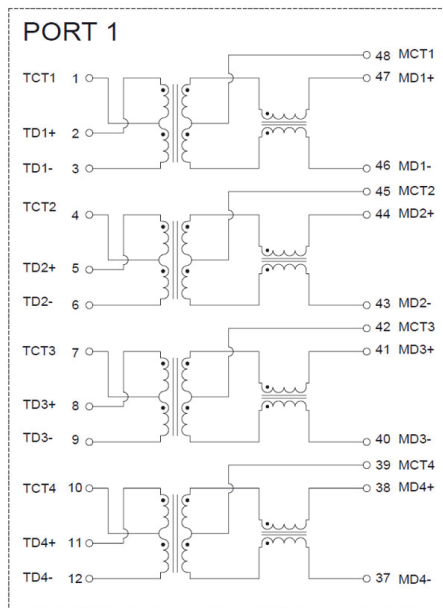 PORT 1
48 MCT1
TCT1 1
47 MD1+
TD1+ 2
TD1- 3
46 MD1-
45 MCT2
TCT2 4
44 MD2+
TD2+ 5
TD2- 6
43 MD2-
42 MCT3
TCT3 7
41 MD3+
TD3+ 8
TD3- 9
40 MD3-
39 MCT4
TCT4 10
38 MD4+
TD4+ 11
TD4- 12
37 MD4-